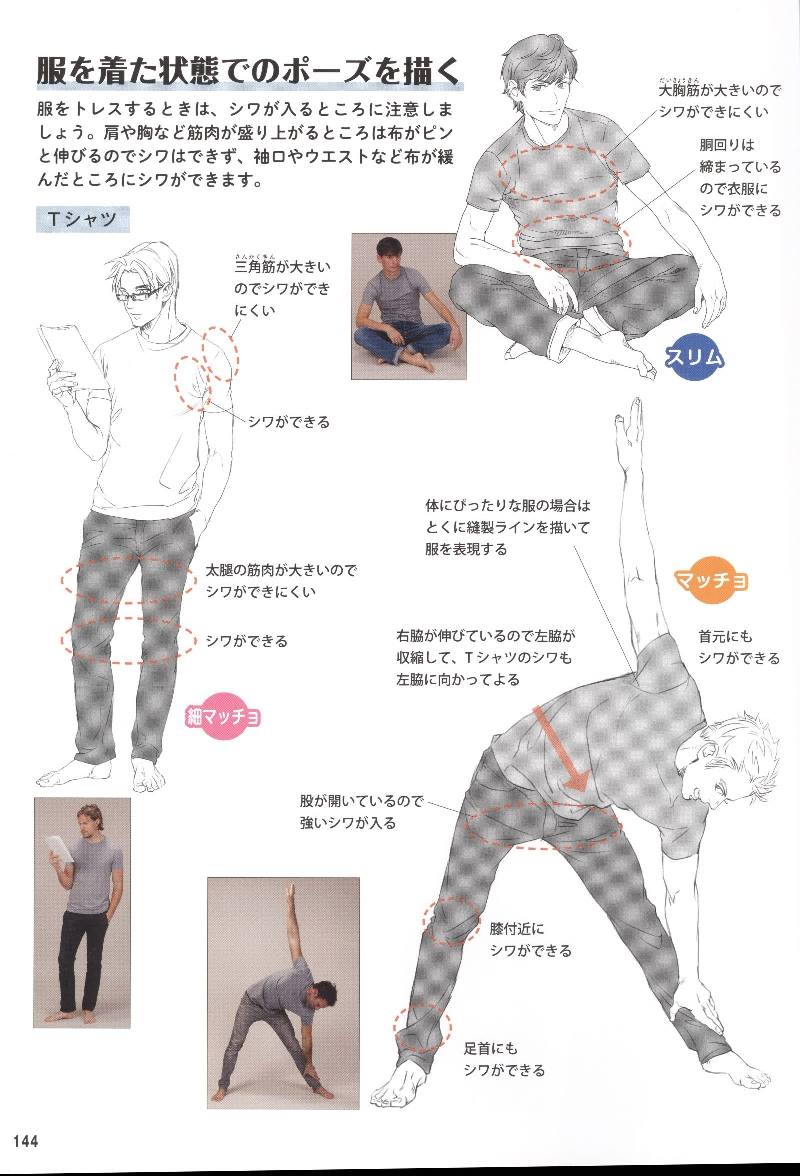 服を着た状態でのポーズを描く
服をトレスするときは、シワが入るところに注意しま
しょう。肩や胸など筋肉が盛り上がるところは布がピン
と伸びるのでシワはできず、袖口やウエストなど布が緩
んだところにシワができます。
Tシャツ
だいきょうきん
大胸筋が大きいので
シワができにくい
胴回りは
締まっている
ので衣服に
シワができる
スリム
さんかくきん
三角筋が大きい
のでシワができ
にくい
シワができる
太腿の筋肉が大きいので
シワができにくい
シワができる
細マッチョ
体にぴったりな服の場合は
とくに縫製ラインを描いて
服を表現する
マッチョ
右脇が伸びているので左脇が
収縮して、Tシャツのシワも
左脇に向かってよる
首元にも
シワができる
股が開いているので
強いシワが入る
膝付近に
シワができる
足首にも
シワができる
144